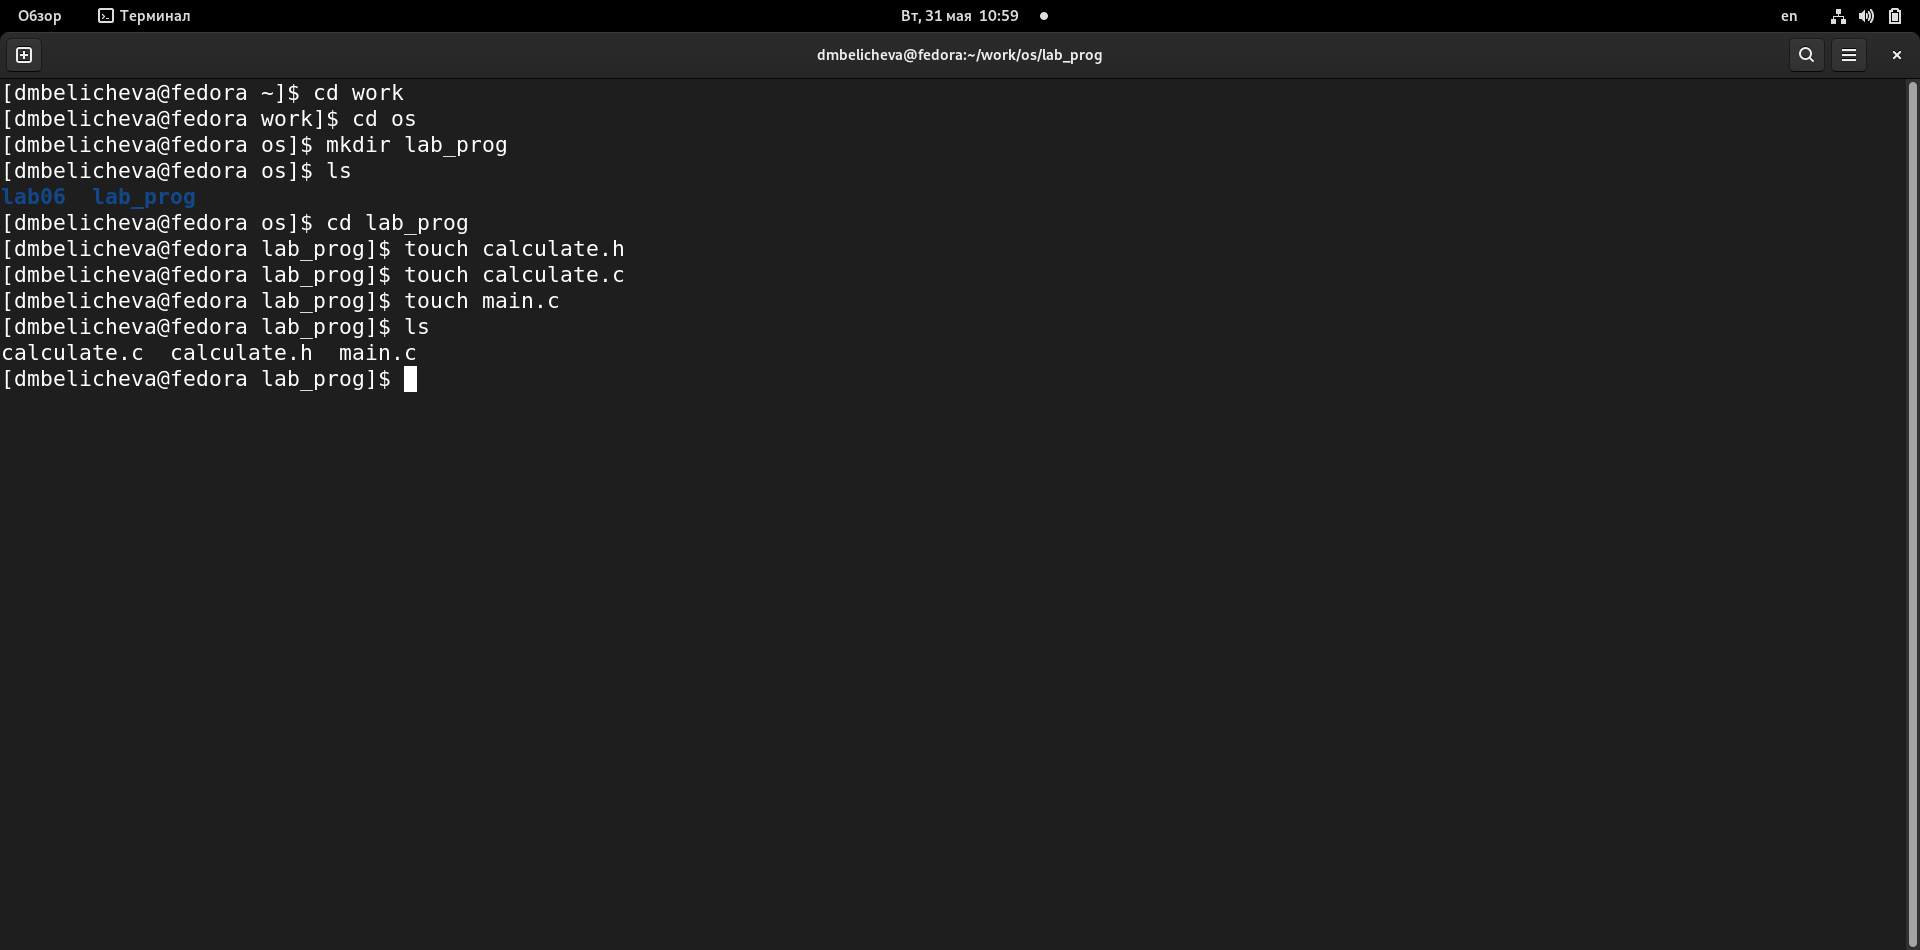 Обзор Терминал Вт, 31 мая 10:59 en
dmbelicheva@fedora:~/work/os/lab_prog
[dmbelicheva@fedora ~]$ cd work
[dmbelicheva@fedora work]$ cd os
[dmbelicheva@fedora os]$ mkdir lab_prog
[dmbelicheva@fedora os]$ ls
lab06  lab_prog
[dmbelicheva@fedora os]$ cd lab_prog
[dmbelicheva@fedora lab_prog]$ touch calculate.h
[dmbelicheva@fedora lab_prog]$ touch calculate.c
[dmbelicheva@fedora lab_prog]$ touch main.c
[dmbelicheva@fedora lab_prog]$ ls
calculate.c  calculate.h  main.c
[dmbelicheva@fedora lab_prog]$